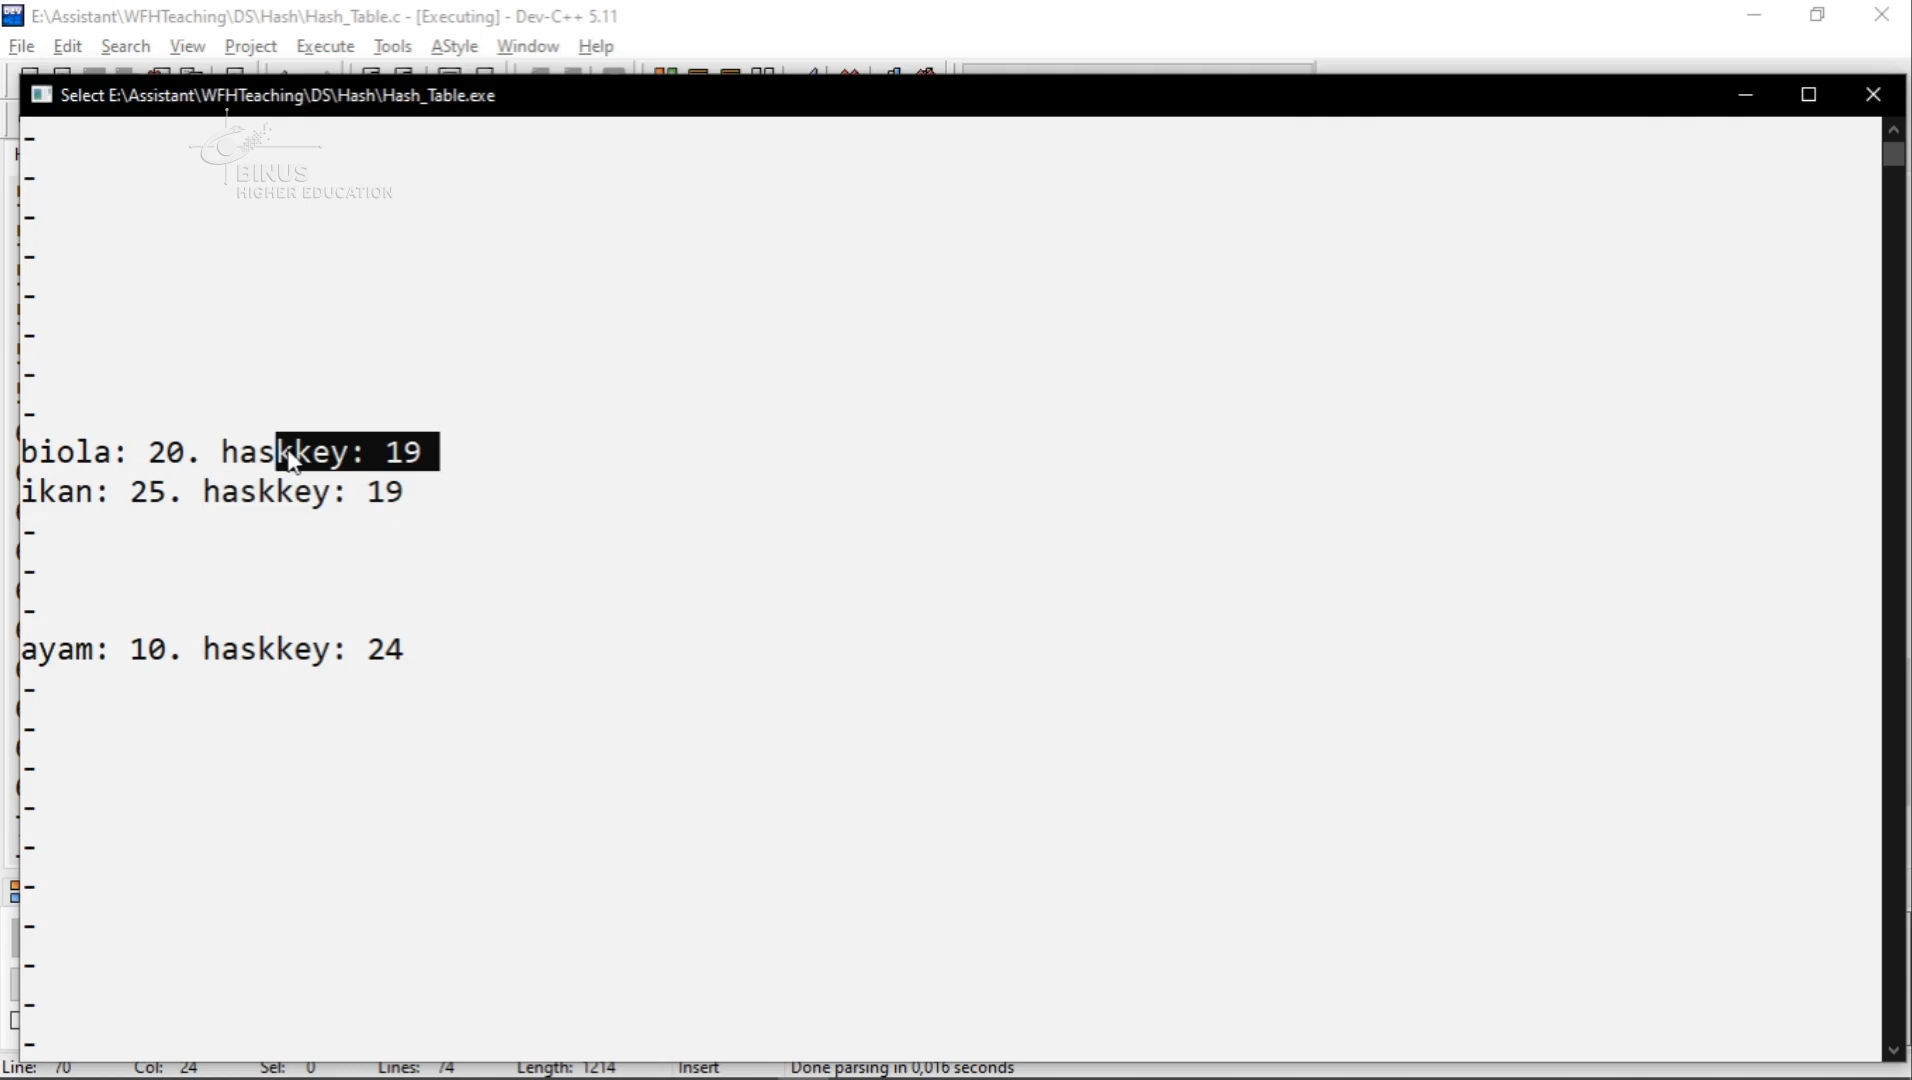 E:\Assistant\WFHTeaching\DS\Hash\Hash_Table.c - [Executing] - Dev-C++ 5.11
File Edit Search View Project Execute Tools AStyle Window Help
Select E:\Assistant\WFHTeaching\DS\Hash\Hash_Table.exe
-
BINUS
-
HIGHER EDUCATION
-
-
-
-
-
-
biola: 20. haskkey: 19
ikan: 25. haskkey: 19
-
-
-
ayam: 10. haskkey: 24
-
-
-
-
-
-
-
-
-
-
Line: 70 Col: 24 Sel: 0 Lines: 74 Length: 1214 Insert Done parsing in 0,016 seconds